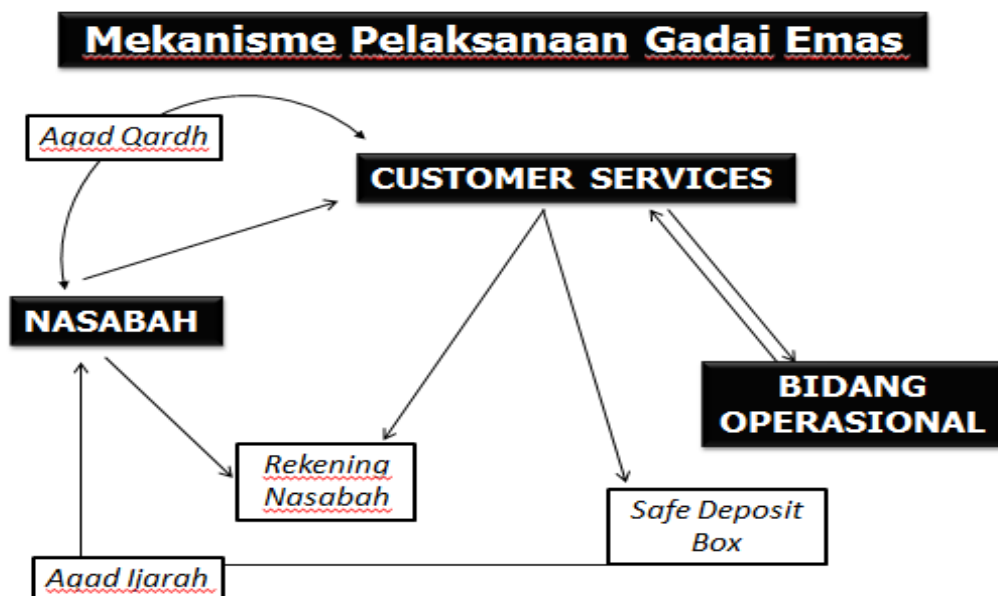 Mekanisme Pelaksanaan Gadai Emas
Aqad Qardh
CUSTOMER SERVICES
NASABAH
BIDANG
OPERASIONAL
Rekening
Nasabah
Safe Deposit
Box
Aqad Ijarah